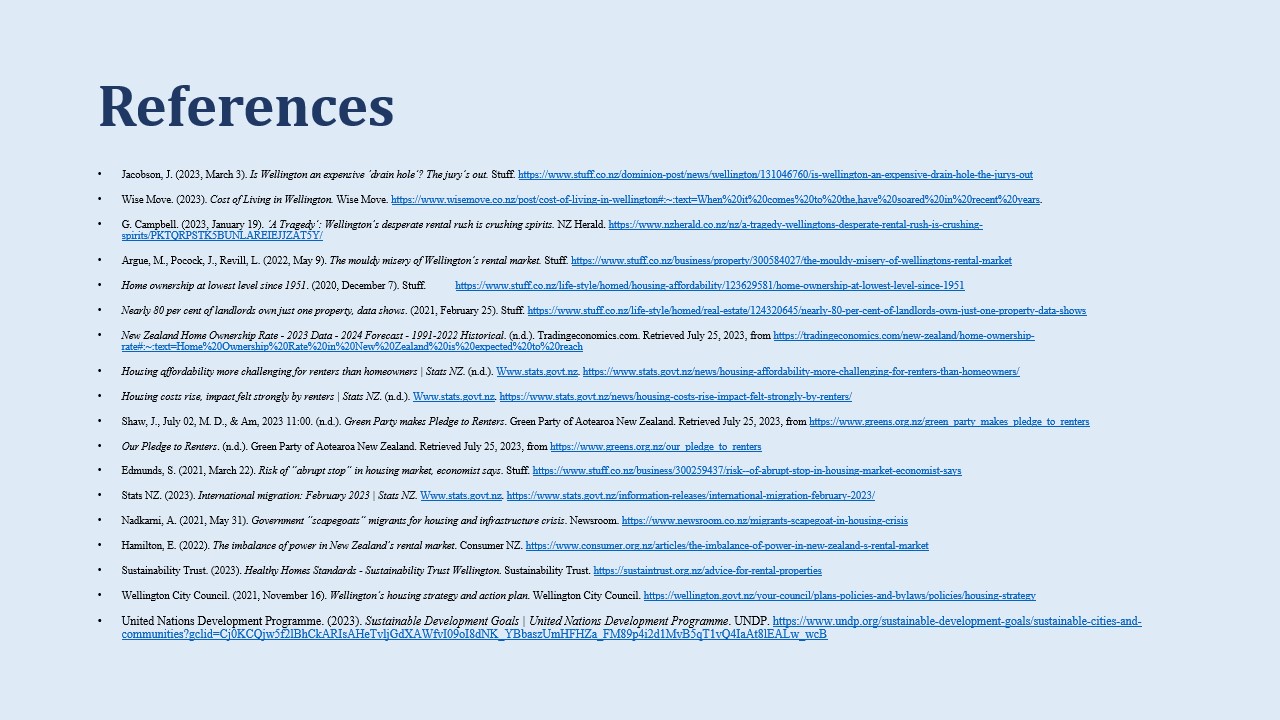 References
• Jacobson, J. (2023, March 3). Is Wellington an expensive ‘drain hole’? The jury’s out. Stuff. https://www.stuff.co.nz/dominion-post/news/wellington/131046760/is-wellington-an-expensive-drain-hole-the-jurys-out
• Wise Move. (2023). Cost of Living in Wellington. Wise Move. https://www.wisemove.co.nz/post/cost-of-living-in-wellington#:~:text=When%20it%20comes%20to%20the,have%20soared%20in%20recent%20years.
• G. Campbell. (2023, January 19). ‘A Tragedy’: Wellington’s desperate rental rush is crushing spirits. NZ Herald. https://www.nzherald.co.nz/nz/a-tragedy-wellingtons-desperate-rental-rush-is-crushing-
spirits/PKTQRPSTK5BUNLAREIEJJZAT5Y/
• Argue, M., Pocock, J., Revill, L. (2022, May 9). The mouldy misery of Wellington’s rental market. Stuff. https://www.stuff.co.nz/business/property/300584027/the-mouldy-misery-of-wellingtons-rental-market
• Home ownership at lowest level since 1951. (2020, December 7). Stuff. https://www.stuff.co.nz/life-style/homed/housing-affordability/123629581/home-ownership-at-lowest-level-since-1951
• Nearly 80 per cent of landlords own just one property, data shows. (2021, February 25). Stuff. https://www.stuff.co.nz/life-style/homed/real-estate/124320645/nearly-80-per-cent-of-landlords-own-just-one-property-data-shows
• New Zealand Home Ownership Rate - 2023 Data - 2024 Forecast - 1991-2022 Historical. (n.d.). Tradingeconomics.com. Retrieved July 25, 2023, from https://tradingeconomics.com/new-zealand/home-ownership-
rate#:~:text=Home%20Ownership%20Rate%20in%20New%20Zealand%20is%20expected%20to%20reach
• Housing affordability more challenging for renters than homeowners | Stats NZ. (n.d.). Www.stats.govt.nz. https://www.stats.govt.nz/news/housing-affordability-more-challenging-for-renters-than-homeowners/
• Housing costs rise, impact felt strongly by renters | Stats NZ. (n.d.). Www.stats.govt.nz. https://www.stats.govt.nz/news/housing-costs-rise-impact-felt-strongly-by-renters/
• Shaw, J., July 02, M. D., & Am, 2023 11:00. (n.d.). Green Party makes Pledge to Renters. Green Party of Aotearoa New Zealand. Retrieved July 25, 2023, from https://www.greens.org.nz/green_party_makes_pledge_to_renters
• Our Pledge to Renters. (n.d.). Green Party of Aotearoa New Zealand. Retrieved July 25, 2023, from https://www.greens.org.nz/our_pledge_to_renters
• Edmunds, S. (2021, March 22). Risk of “abrupt stop” in housing market, economist says. Stuff. https://www.stuff.co.nz/business/300259437/risk--of-abrupt-stop-in-housing-market-economist-says
• Stats NZ. (2023). International migration: February 2023 | Stats NZ. Www.stats.govt.nz. https://www.stats.govt.nz/information-releases/international-migration-february-2023/
• Nadkarni, A. (2021, May 31). Government “scapegoats” migrants for housing and infrastructure crisis. Newsroom. https://www.newsroom.co.nz/migrants-scapegoat-in-housing-crisis
• Hamilton, E. (2022). The imbalance of power in New Zealand’s rental market. Consumer NZ. https://www.consumer.org.nz/articles/the-imbalance-of-power-in-new-zealand-s-rental-market
• Sustainability Trust. (2023). Healthy Homes Standards - Sustainability Trust Wellington. Sustainability Trust. https://sustaintrust.org.nz/advice-for-rental-properties
• Wellington City Council. (2021, November 16). Wellington’s housing strategy and action plan. Wellington City Council. https://wellington.govt.nz/your-council/plans-policies-and-bylaws/policies/housing-strategy
• United Nations Development Programme. (2023). Sustainable Development Goals | United Nations Development Programme. UNDP. https://www.undp.org/sustainable-development-goals/sustainable-cities-and-
communities?gclid=Cj0KCQjw5f2lBhCkARIsAHeTvljGdXAWfvI09oI8dNK_YBbaszUmHFHZa_FM89p4i2d1MvB5qT1vQ4IaAt8lEALw_wcB